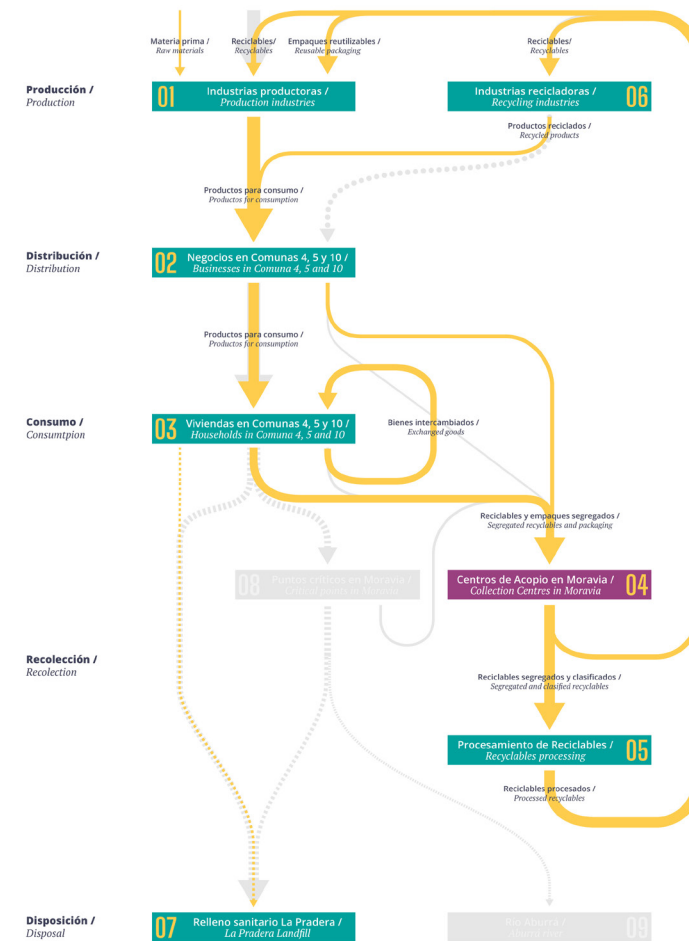 Materia prima /
Raw materials
Reciclables/
Recyclables
Empaques reutilizables /
Reusable packaging
Reciclables/
Recyclables
Producción /
Production
01
Industrias productoras /
Production industries
Industrias recicladoras /
Recycling industries
06
Productos reciclados /
Recycled products
Productos para consumo /
Productos for consumption
Distribución /
Distribution
02
Negocios en Comunas 4, 5 y 10 /
Businesses in Comuna 4, 5 and 10
Productos para consumo /
Productos for consumption
Consumo /
Consumtpion
03
Viviendas en Comunas 4, 5 y 10 /
Households in Comuna 4, 5 and 10
Bienes intercambiados /
Exchanged goods
Reciclables y empaques segregados /
Segregated recyclables and packaging
08
Puntos críticos en Moravia /
Critical points in Moravia
Centros de Acopio en Moravia /
Collection Centres in Moravia
04
Recolección /
Recolection
Reciclables segregados y clasificados /
Segregated and clasified recyclables
Procesamiento de Reciclables /
Recyclables processing
05
Reciclables procesados /
Processed recyclables
Disposición /
Disposal
07
Relleno sanitario La Pradera /
La Pradera Landfill
Río Aburrá /
09